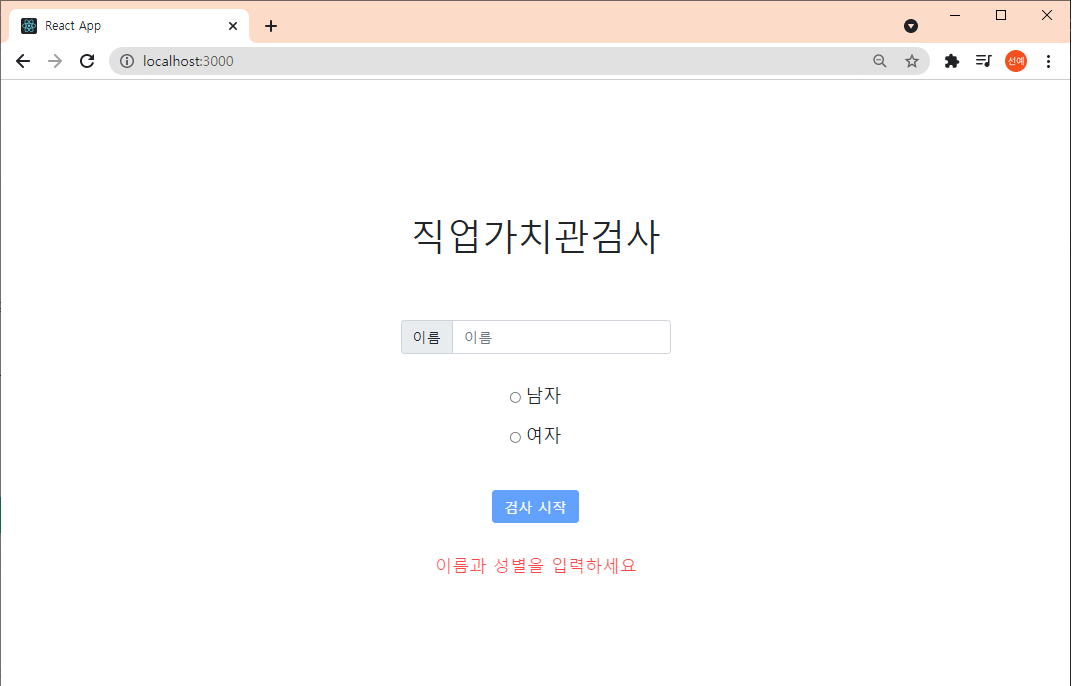 React App
localhost:3000
선예
직업가치관검사
이름 이름
남자
여자
검사 시작
이름과 성별을 입력하세요